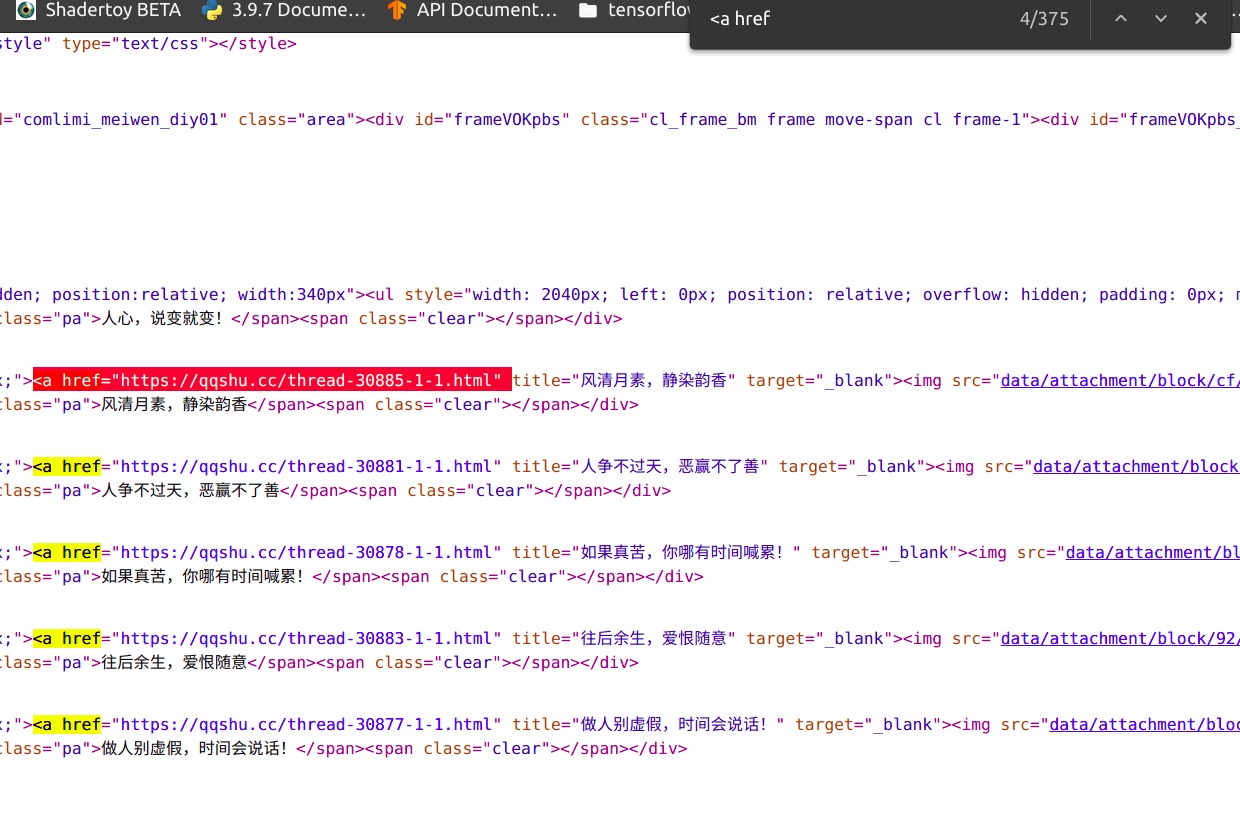 Shadertoy BETA 3.9.7 Docume... API Document... tensorflow <a href 4/375
style" type="text/css"></style>
="comlimi_meiwen_diy01" class="area"><div id="frameVOKpbs" class="cl_frame_bm frame move-span cl frame-1"><div id="frameVOKpbs_
dden; position:relative; width:340px"><ul style="width: 2040px; left: 0px; position: relative; overflow: hidden; padding: 0px; m
class="pa">人心，说变就变！</span><span class="clear"></span></div>
x;"><a href="https://qqshu.cc/thread-30885-1-1.html" title="风清月素，静染韵香" target="_blank"><img src="data/attachment/block/cf/
class="pa">风清月素，静染韵香</span><span class="clear"></span></div>
x;"><a href="https://qqshu.cc/thread-30881-1-1.html" title="人争不过天，恶赢不了善" target="_blank"><img src="data/attachment/block
class="pa">人争不过天，恶赢不了善</span><span class="clear"></span></div>
x;"><a href="https://qqshu.cc/thread-30878-1-1.html" title="如果真苦，你哪有时间喊累！" target="_blank"><img src="data/attachment/bl
class="pa">如果真苦，你哪有时间喊累！</span><span class="clear"></span></div>
x;"><a href="https://qqshu.cc/thread-30883-1-1.html" title="往后余生，爱恨随意" target="_blank"><img src="data/attachment/block/92/
class="pa">往后余生，爱恨随意</span><span class="clear"></span></div>
x;"><a href="https://qqshu.cc/thread-30877-1-1.html" title="做人别虚假，时间会说话！" target="_blank"><img src="data/attachment/bloc
class="pa">做人别虚假，时间会说话！</span><span class="clear"></span></div>